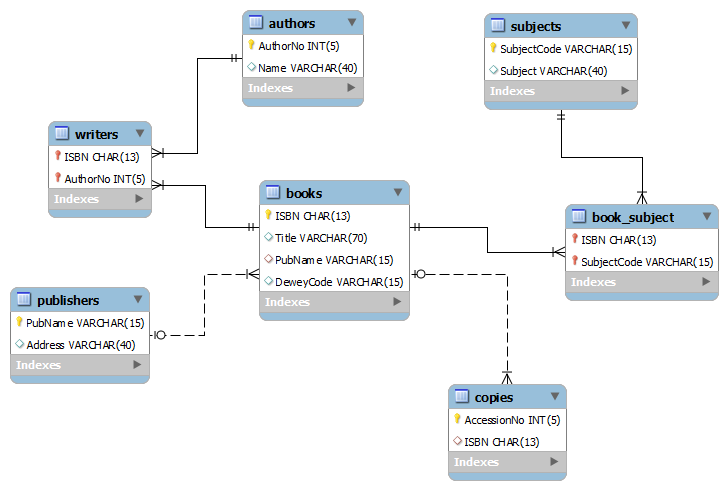 authors
AuthorNo INT(5)
Name VARCHAR(40)
Indexes
subjects
SubjectCode VARCHAR(15)
Subject VARCHAR(40)
Indexes
writers
ISBN CHAR(13)
AuthorNo INT(5)
Indexes
books
ISBN CHAR(13)
Title VARCHAR(70)
PubName VARCHAR(15)
DeweyCode VARCHAR(15)
Indexes
book_subject
ISBN CHAR(13)
SubjectCode VARCHAR(15)
Indexes
publishers
PubName VARCHAR(15)
Address VARCHAR(40)
Indexes
copies
AccessionNo INT(5)
ISBN CHAR(13)
Indexes